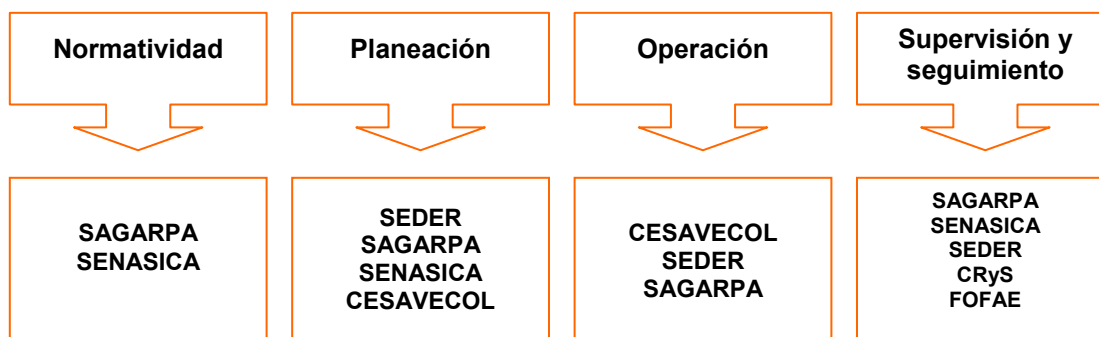 Normatividad
Planeación
Operación
Supervisión y
seguimiento
SAGARPA
SENASICA
SEDER
SAGARPA
SENASICA
CESAVECOL
CESAVECOL
SEDER
SAGARPA
SAGARPA
SENASICA
SEDER
CRyS
FOFAE